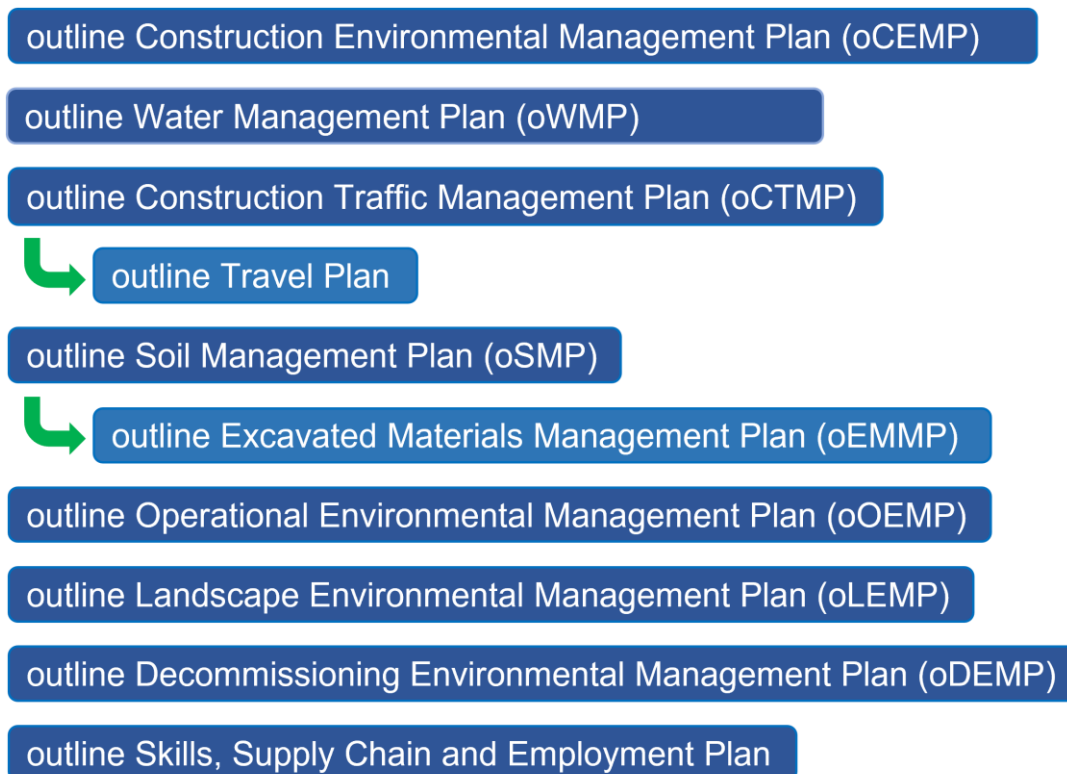 outline Construction Environmental Management Plan (oCEMP)
outline Water Management Plan (oWMP)
outline Construction Traffic Management Plan (oCTMP)
outline Travel Plan
outline Soil Management Plan (oSMP)
outline Excavated Materials Management Plan (oEMMP)
outline Operational Environmental Management Plan (oOEMP)
outline Landscape Environmental Management Plan (oLEMP)
outline Decommissioning Environmental Management Plan (oDEMP)
outline Skills, Supply Chain and Employment Plan